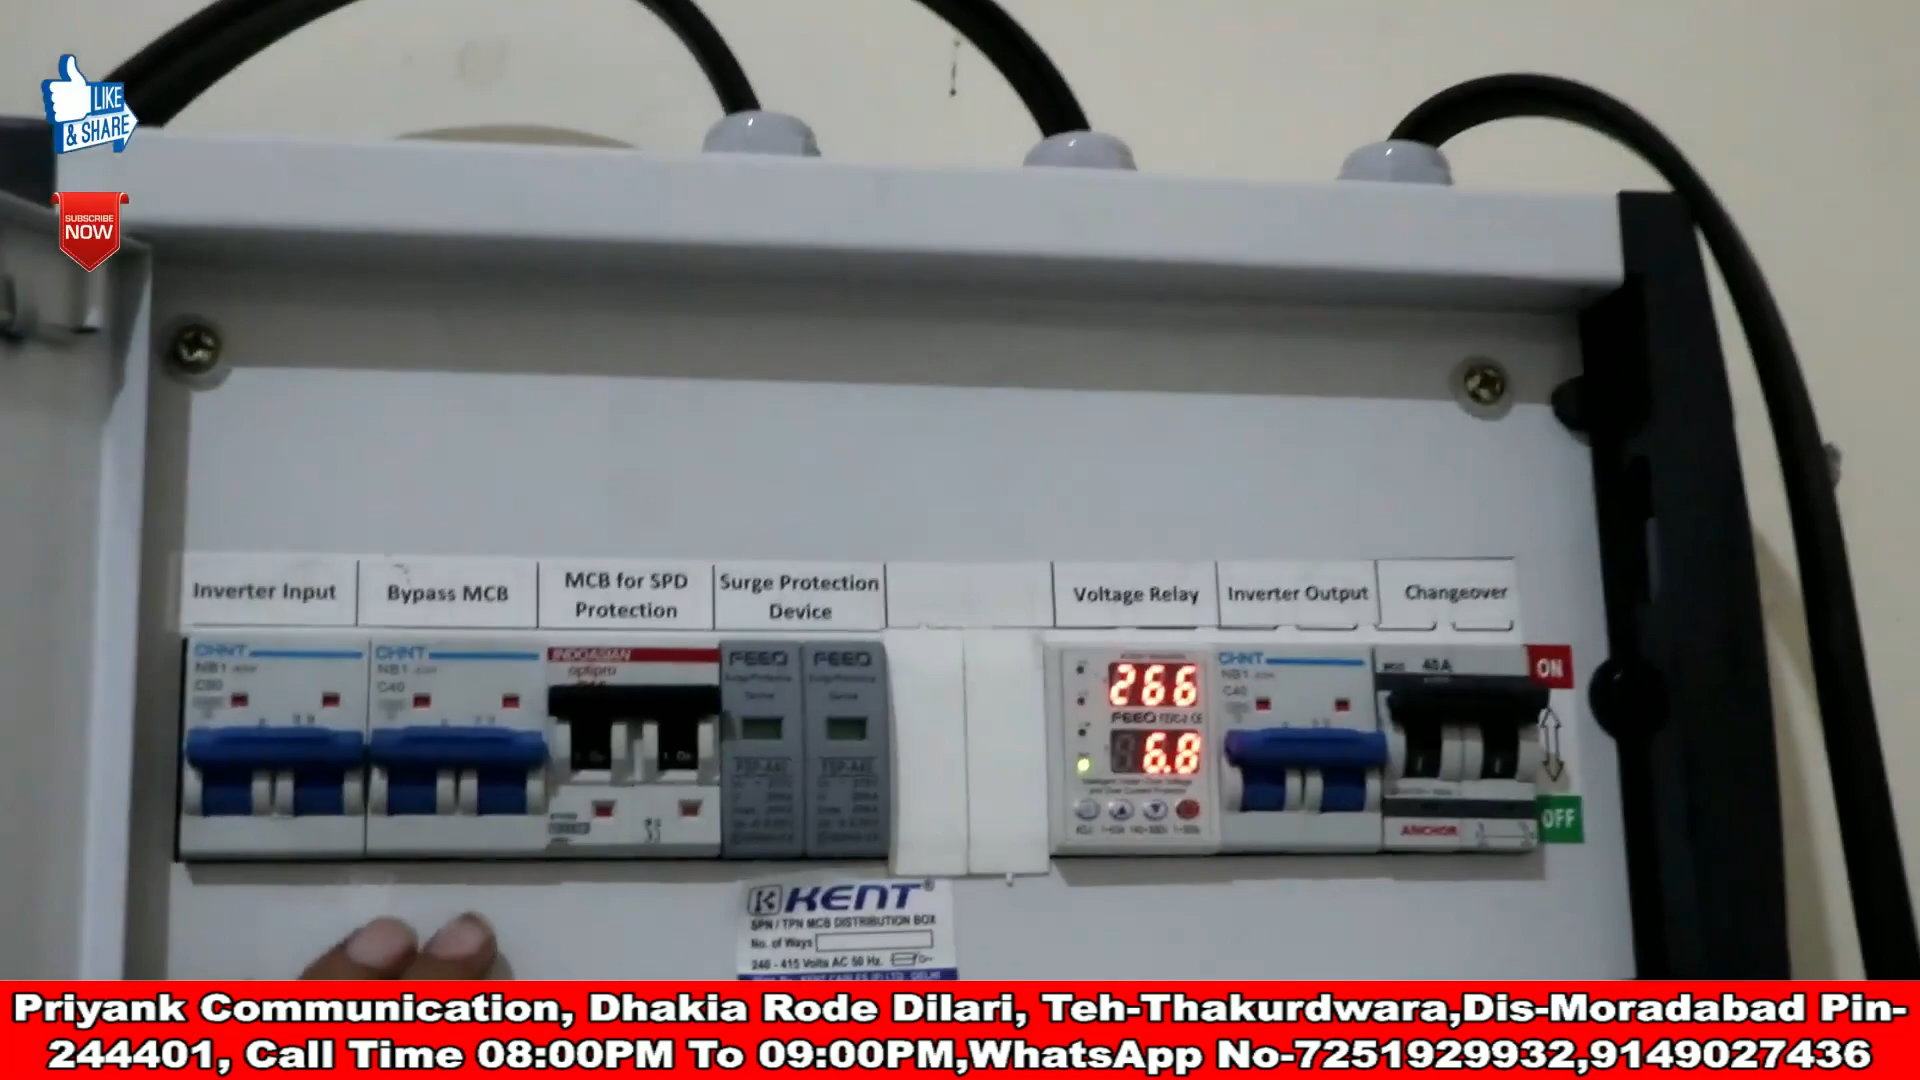 LIKE
& SHARE
SUBSCRIBE
NOW
Inverter Input
Bypass MCB
MCB for SPD
Protection
Surge Protection
Device
Voltage Relay
Inverter Output
Changeover
CHNT
NB1
CHNT
NB1
C40
INDOASIAN
optipro
FEEO
FEEO
266
FEEO
6.8
CHNT
NB1
C40
40A
ANCHOR
ON
OFF
KENT
SPN / TPN MCB DISTRIBUTION BOX
No. of Ways
240 - 415 Volts AC 50 Hz.
Priyank Communication, Dhakia Rode Dilari, Teh-Thakurdwara,Dis-Moradabad Pin-
244401, Call Time 08:00PM To 09:00PM,WhatsApp No-7251929932,9149027436